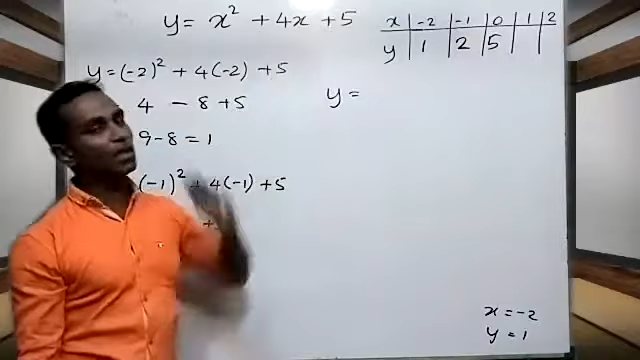 y = x² + 4x + 5
x | -2 | -1 | 0 | 1 | 2
y | 1 | 2 | 5 | |
y = (-2)² + 4(-2) + 5
4 - 8 + 5
9 - 8 = 1
(-1)² + 4(-1) + 5
y =
x = -2
y = 1